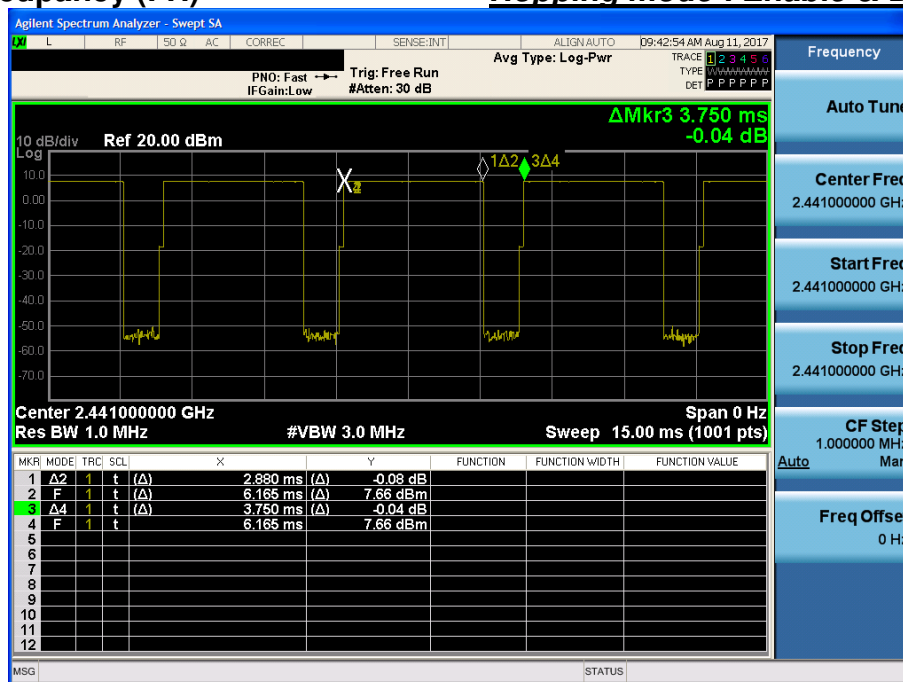 Agilent Spectrum Analyzer - Swept SA
LXI L RF 50 Ω AC CORREC SENSE:INT ALIGN AUTO 09:42:54 AM Aug 11, 2017
Frequency
Avg Type: Log-Pwr
TRACE 1 2 3 4 5 6
TYPE WWWWWW
DET P P P P P P
PNO: Fast
IFGain:Low
Trig: Free Run
#Atten: 30 dB
Auto Tune
ΔMkr3 3.750 ms
-0.04 dB
10 dB/div Ref 20.00 dBm
Log
1Δ2 3Δ4
10.0
0.00
-10.0
-20.0
-30.0
-40.0
-50.0
-60.0
-70.0
Center Freq
2.441000000 GHz
Start Freq
2.441000000 GHz
Stop Freq
2.441000000 GHz
Center 2.441000000 GHz Span 0 Hz
Res BW 1.0 MHz #VBW 3.0 MHz Sweep 15.00 ms (1001 pts)
CF Step
1.000000 MHz
Auto Man
Freq Offset
0 Hz
MKR MODE TRC SCL X Y FUNCTION FUNCTION WIDTH FUNCTION VALUE
1 Δ2 1 t (Δ) 2.880 ms (Δ) -0.08 dB
2 F 1 t (Δ) 6.165 ms 7.66 dBm
3 Δ4 1 t (Δ) 3.750 ms (Δ) -0.04 dB
4 F 1 t 6.165 ms 7.66 dBm
5
6
7
8
9
10
11
12
MSG STATUS